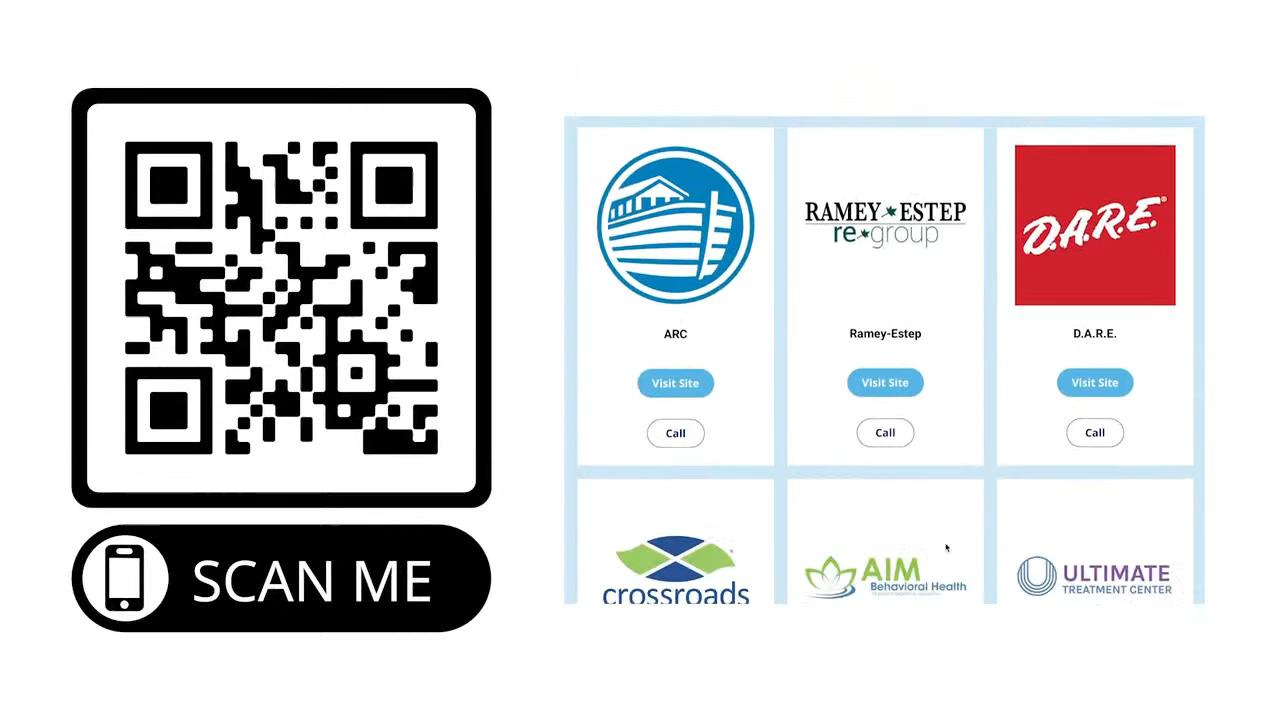 SCAN ME
RAMEY ESTEP
re group
D.A.R.E.®
ARC
Ramey-Estep
D.A.R.E.
Visit Site
Visit Site
Visit Site
Call
Call
Call
crossroads
AIM
Behavioral Health
ULTIMATE
TREATMENT CENTER